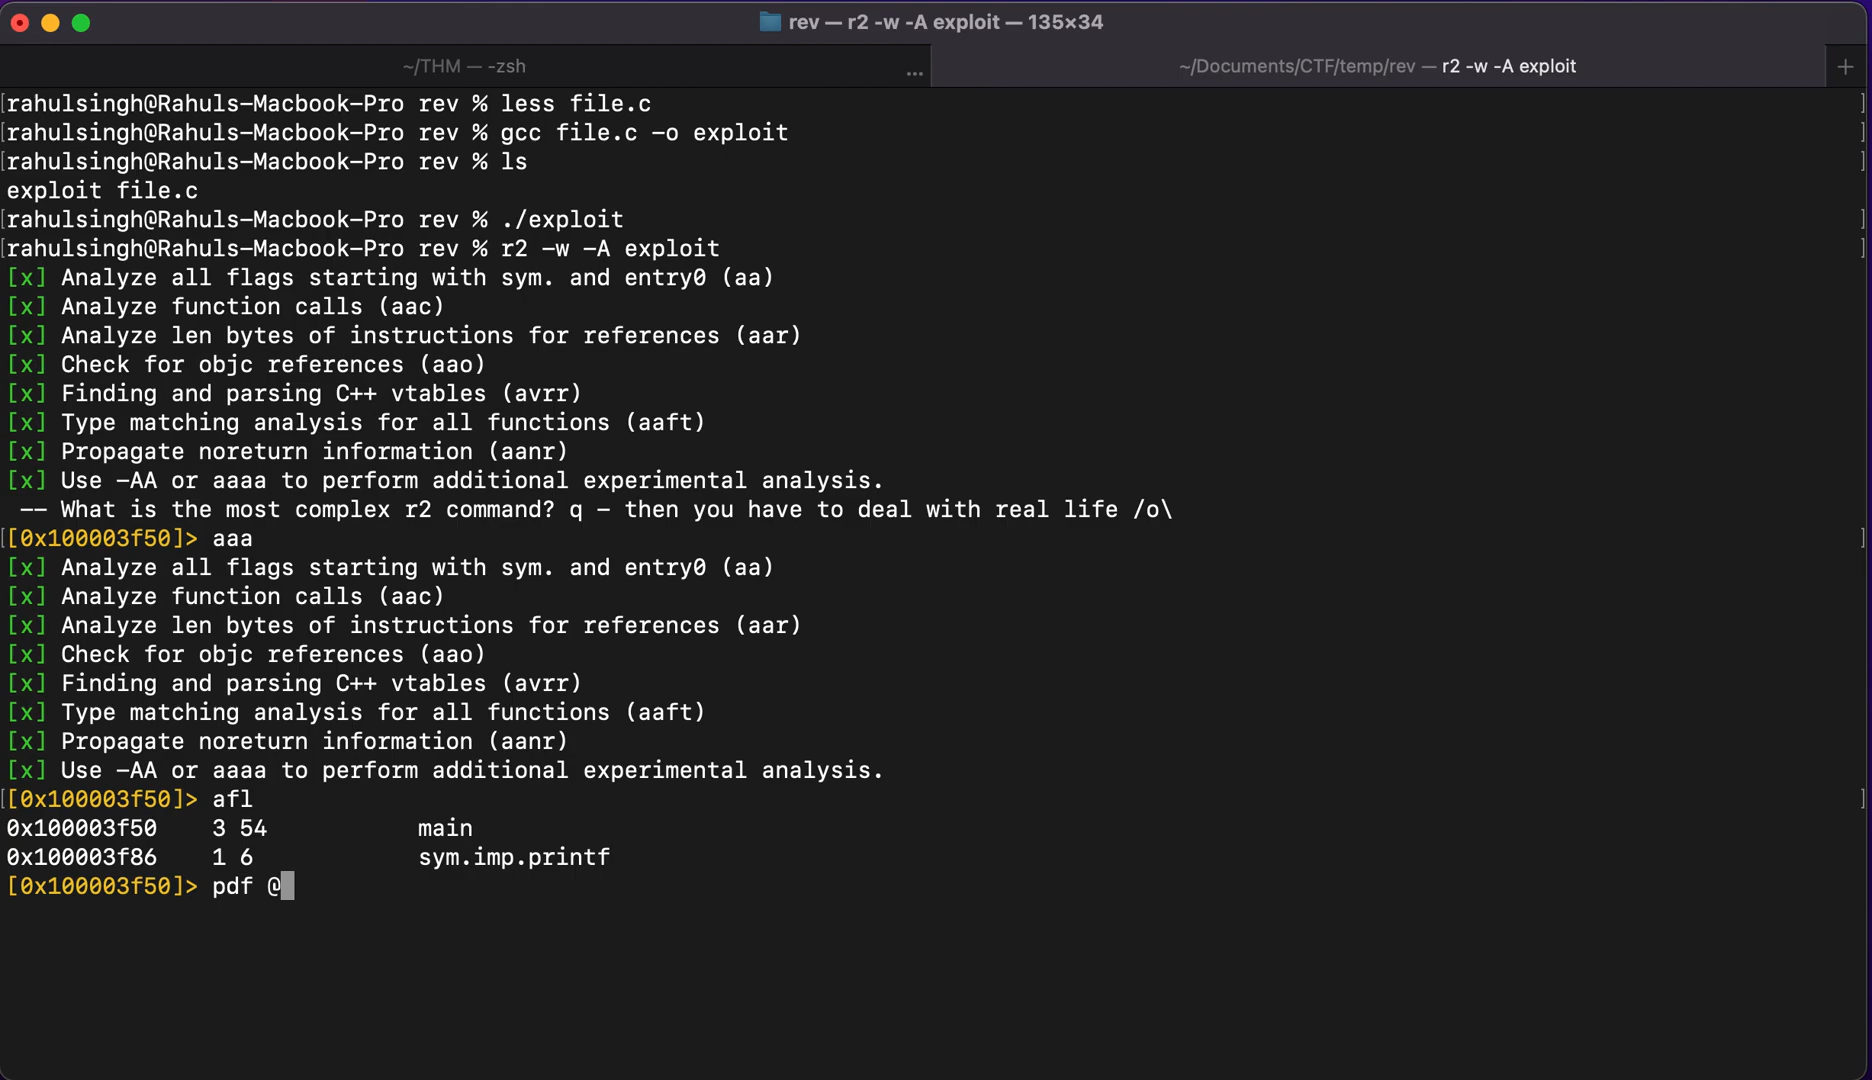 rev — r2 -w -A exploit — 135×34
~/THM — -zsh ... ~/Documents/CTF/temp/rev — r2 -w -A exploit +
[rahulsingh@Rahuls-Macbook-Pro rev % less file.c ]
[rahulsingh@Rahuls-Macbook-Pro rev % gcc file.c -o exploit ]
[rahulsingh@Rahuls-Macbook-Pro rev % ls ]
exploit file.c
[rahulsingh@Rahuls-Macbook-Pro rev % ./exploit ]
[rahulsingh@Rahuls-Macbook-Pro rev % r2 -w -A exploit ]
[x] Analyze all flags starting with sym. and entry0 (aa)
[x] Analyze function calls (aac)
[x] Analyze len bytes of instructions for references (aar)
[x] Check for objc references (aao)
[x] Finding and parsing C++ vtables (avrr)
[x] Type matching analysis for all functions (aaft)
[x] Propagate noreturn information (aanr)
[x] Use -AA or aaaa to perform additional experimental analysis.
 -- What is the most complex r2 command? q - then you have to deal with real life /o\
[[0x100003f50]> aaa ]
[x] Analyze all flags starting with sym. and entry0 (aa)
[x] Analyze function calls (aac)
[x] Analyze len bytes of instructions for references (aar)
[x] Check for objc references (aao)
[x] Finding and parsing C++ vtables (avrr)
[x] Type matching analysis for all functions (aaft)
[x] Propagate noreturn information (aanr)
[x] Use -AA or aaaa to perform additional experimental analysis.
[[0x100003f50]> afl ]
0x100003f50    3 54           main
0x100003f86    1 6            sym.imp.printf
[0x100003f50]> pdf @